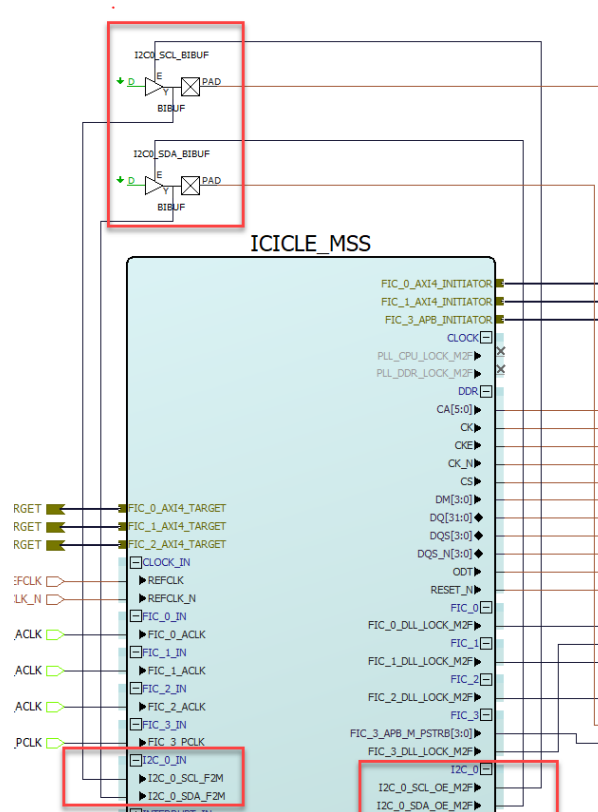 I2C0_SCL_BIBUF
D
E
Y
PAD
BIBUF
I2C0_SDA_BIBUF
D
E
Y
PAD
BIBUF
ICICLE_MSS
FIC_0_AXI4_INITIATOR
FIC_1_AXI4_INITIATOR
FIC_3_APB_INITIATOR
CLOCK
PLL_CPU_LOCK_M2F
PLL_DDR_LOCK_M2F
DDR
CA[5:0]
CK
CKE
CK_N
CS
DM[3:0]
RGET FIC_0_AXI4_TARGET
DQ[31:0]
RGET FIC_1_AXI4_TARGET
DQS[3:0]
RGET FIC_2_AXI4_TARGET
DQS_N[3:0]
CLOCK_IN
ODT
EFCLK REFCLK
RESET_N
LK_N REFCLK_N
FIC_0
FIC_0_IN
FIC_0_DLL_LOCK_M2F
ACLK FIC_0_ACLK
FIC_1
FIC_1_IN
FIC_1_DLL_LOCK_M2F
ACLK FIC_1_ACLK
FIC_2
FIC_2_IN
FIC_2_DLL_LOCK_M2F
ACLK FIC_2_ACLK
FIC_3
FIC_3_IN
FIC_3_APB_M_PSTRB[3:0]
_PCLK FIC_3_PCLK
FIC_3_DLL_LOCK_M2F
I2C_0_IN
I2C_0
I2C_0_SCL_F2M
I2C_0_SCL_OE_M2F
I2C_0_SDA_F2M
I2C_0_SDA_OE_M2F